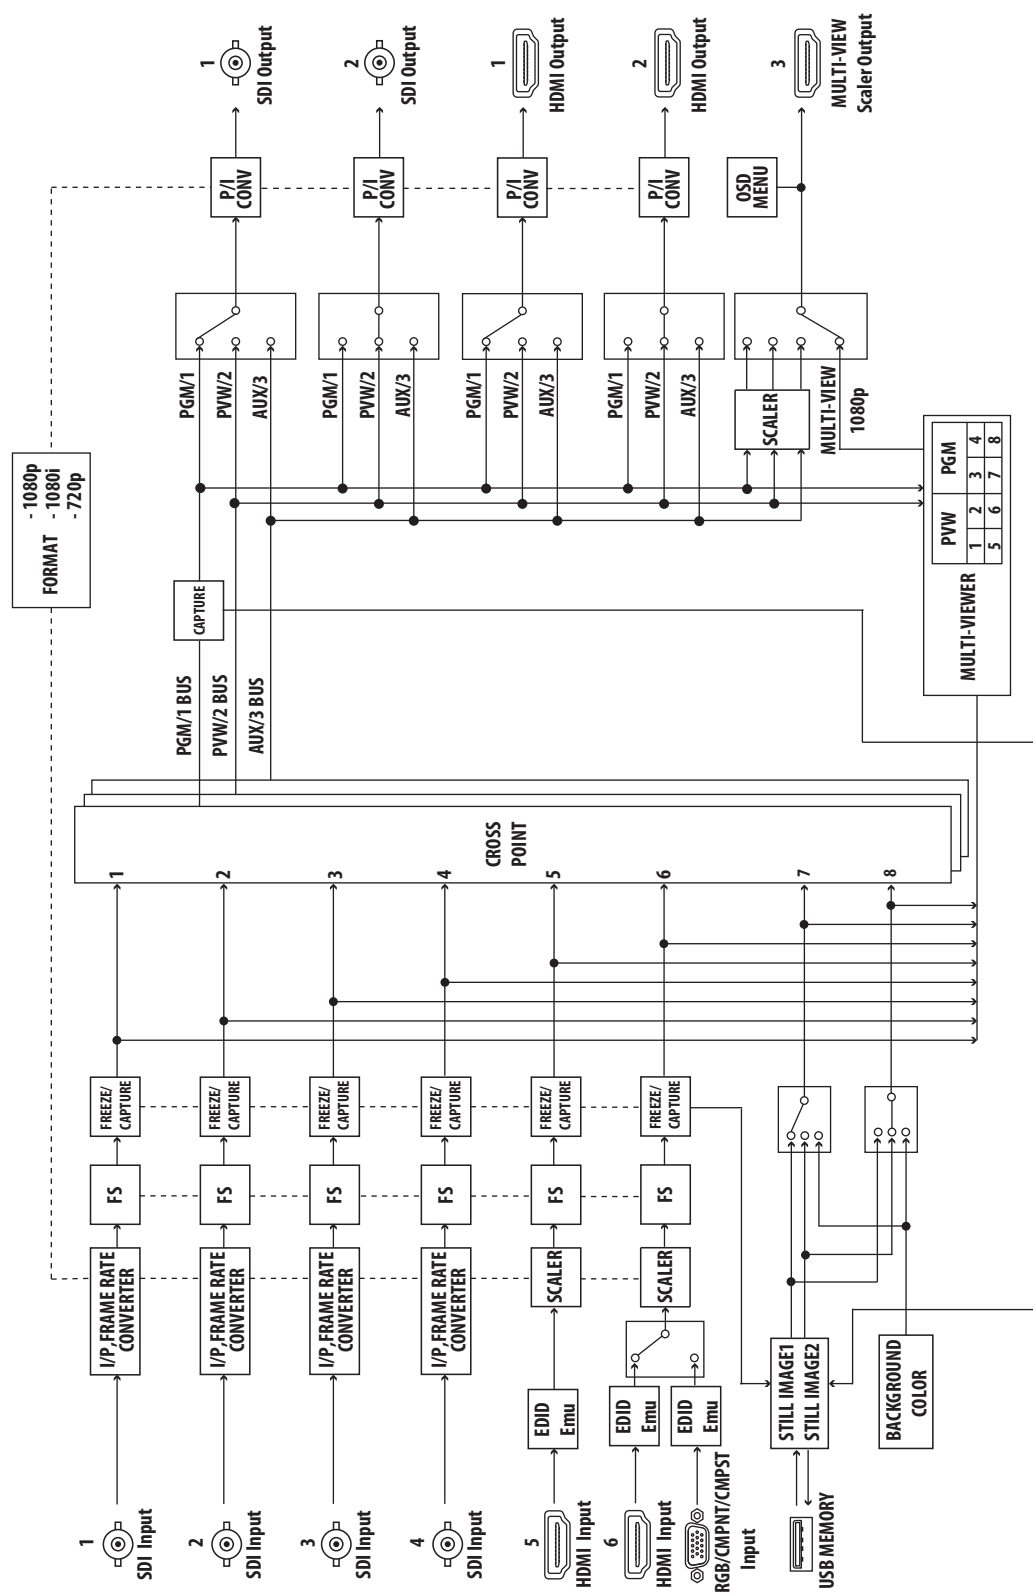 1
SDI Input
2
SDI Input
3
SDI Input
4
SDI Input
5
HDMI Input
6
HDMI Input
RGB/CMPNT/CMPST
Input
USB MEMORY
I/P,FRAME RATE
CONVERTER
I/P,FRAME RATE
CONVERTER
I/P,FRAME RATE
CONVERTER
I/P,FRAME RATE
CONVERTER
EDID
Emu
EDID
Emu
EDID
Emu
SCALER
SCALER
STILL IMAGE1
STILL IMAGE2
BACKGROUND
COLOR
FS
FS
FS
FS
FS
FS
FREEZE/
CAPTURE
FREEZE/
CAPTURE
FREEZE/
CAPTURE
FREEZE/
CAPTURE
FREEZE/
CAPTURE
FREEZE/
CAPTURE
1
2
3
4
5
6
7
8
CROSS
POINT
PGM/1 BUS
PVW/2 BUS
AUX/3 BUS
CAPTURE
FORMAT
- 1080p
- 1080i
- 720p
MULTI-VIEWER
PVW
PGM
1 2 3 4
5 6 7 8
PGM/1
PVW/2
AUX/3
PGM/1
PVW/2
AUX/3
PGM/1
PVW/2
AUX/3
PGM/1
PVW/2
AUX/3
SCALER
MULTI-VIEW
1080p
P/I
CONV
P/I
CONV
P/I
CONV
P/I
CONV
OSD
MENU
1
SDI Output
2
SDI Output
1
HDMI Output
2
HDMI Output
3
MULTI-VIEW
Scaler Output